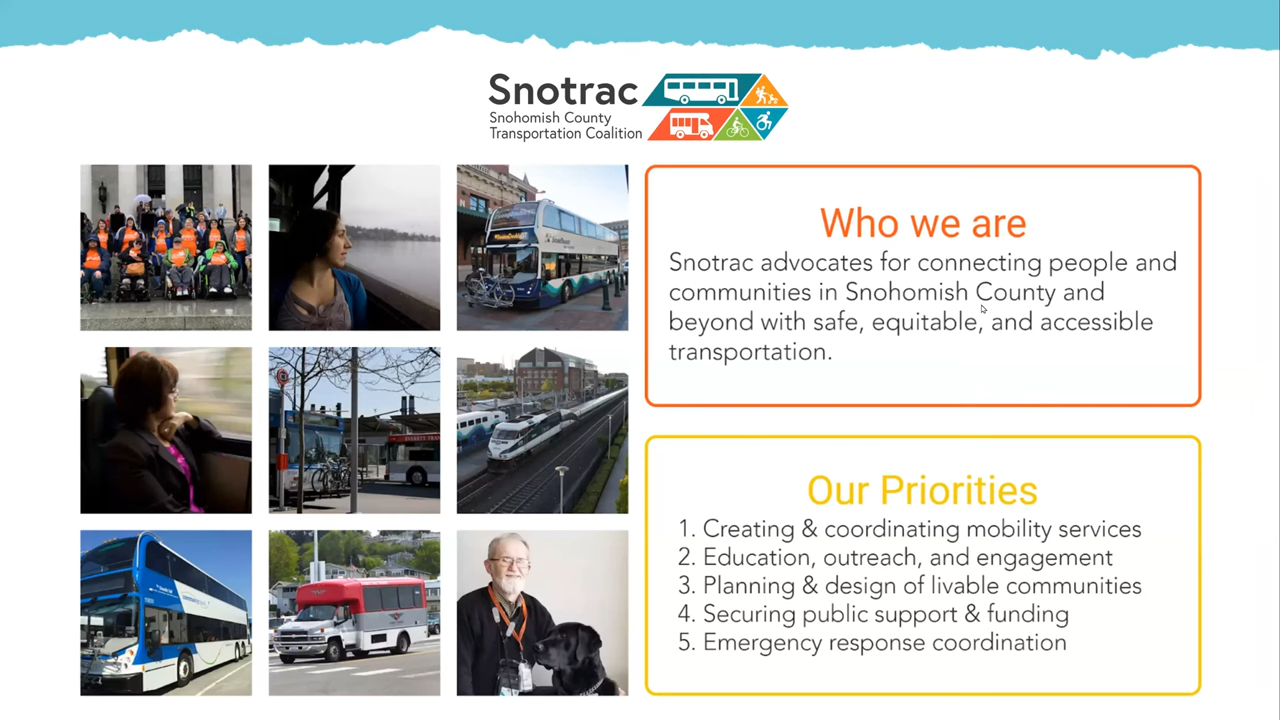 Snotrac
Snohomish County
Transportation Coalition
Who we are
Snotrac advocates for connecting people and
communities in Snohomish County and
beyond with safe, equitable, and accessible
transportation.
Our Priorities
1. Creating & coordinating mobility services
2. Education, outreach, and engagement
3. Planning & design of livable communities
4. Securing public support & funding
5. Emergency response coordination